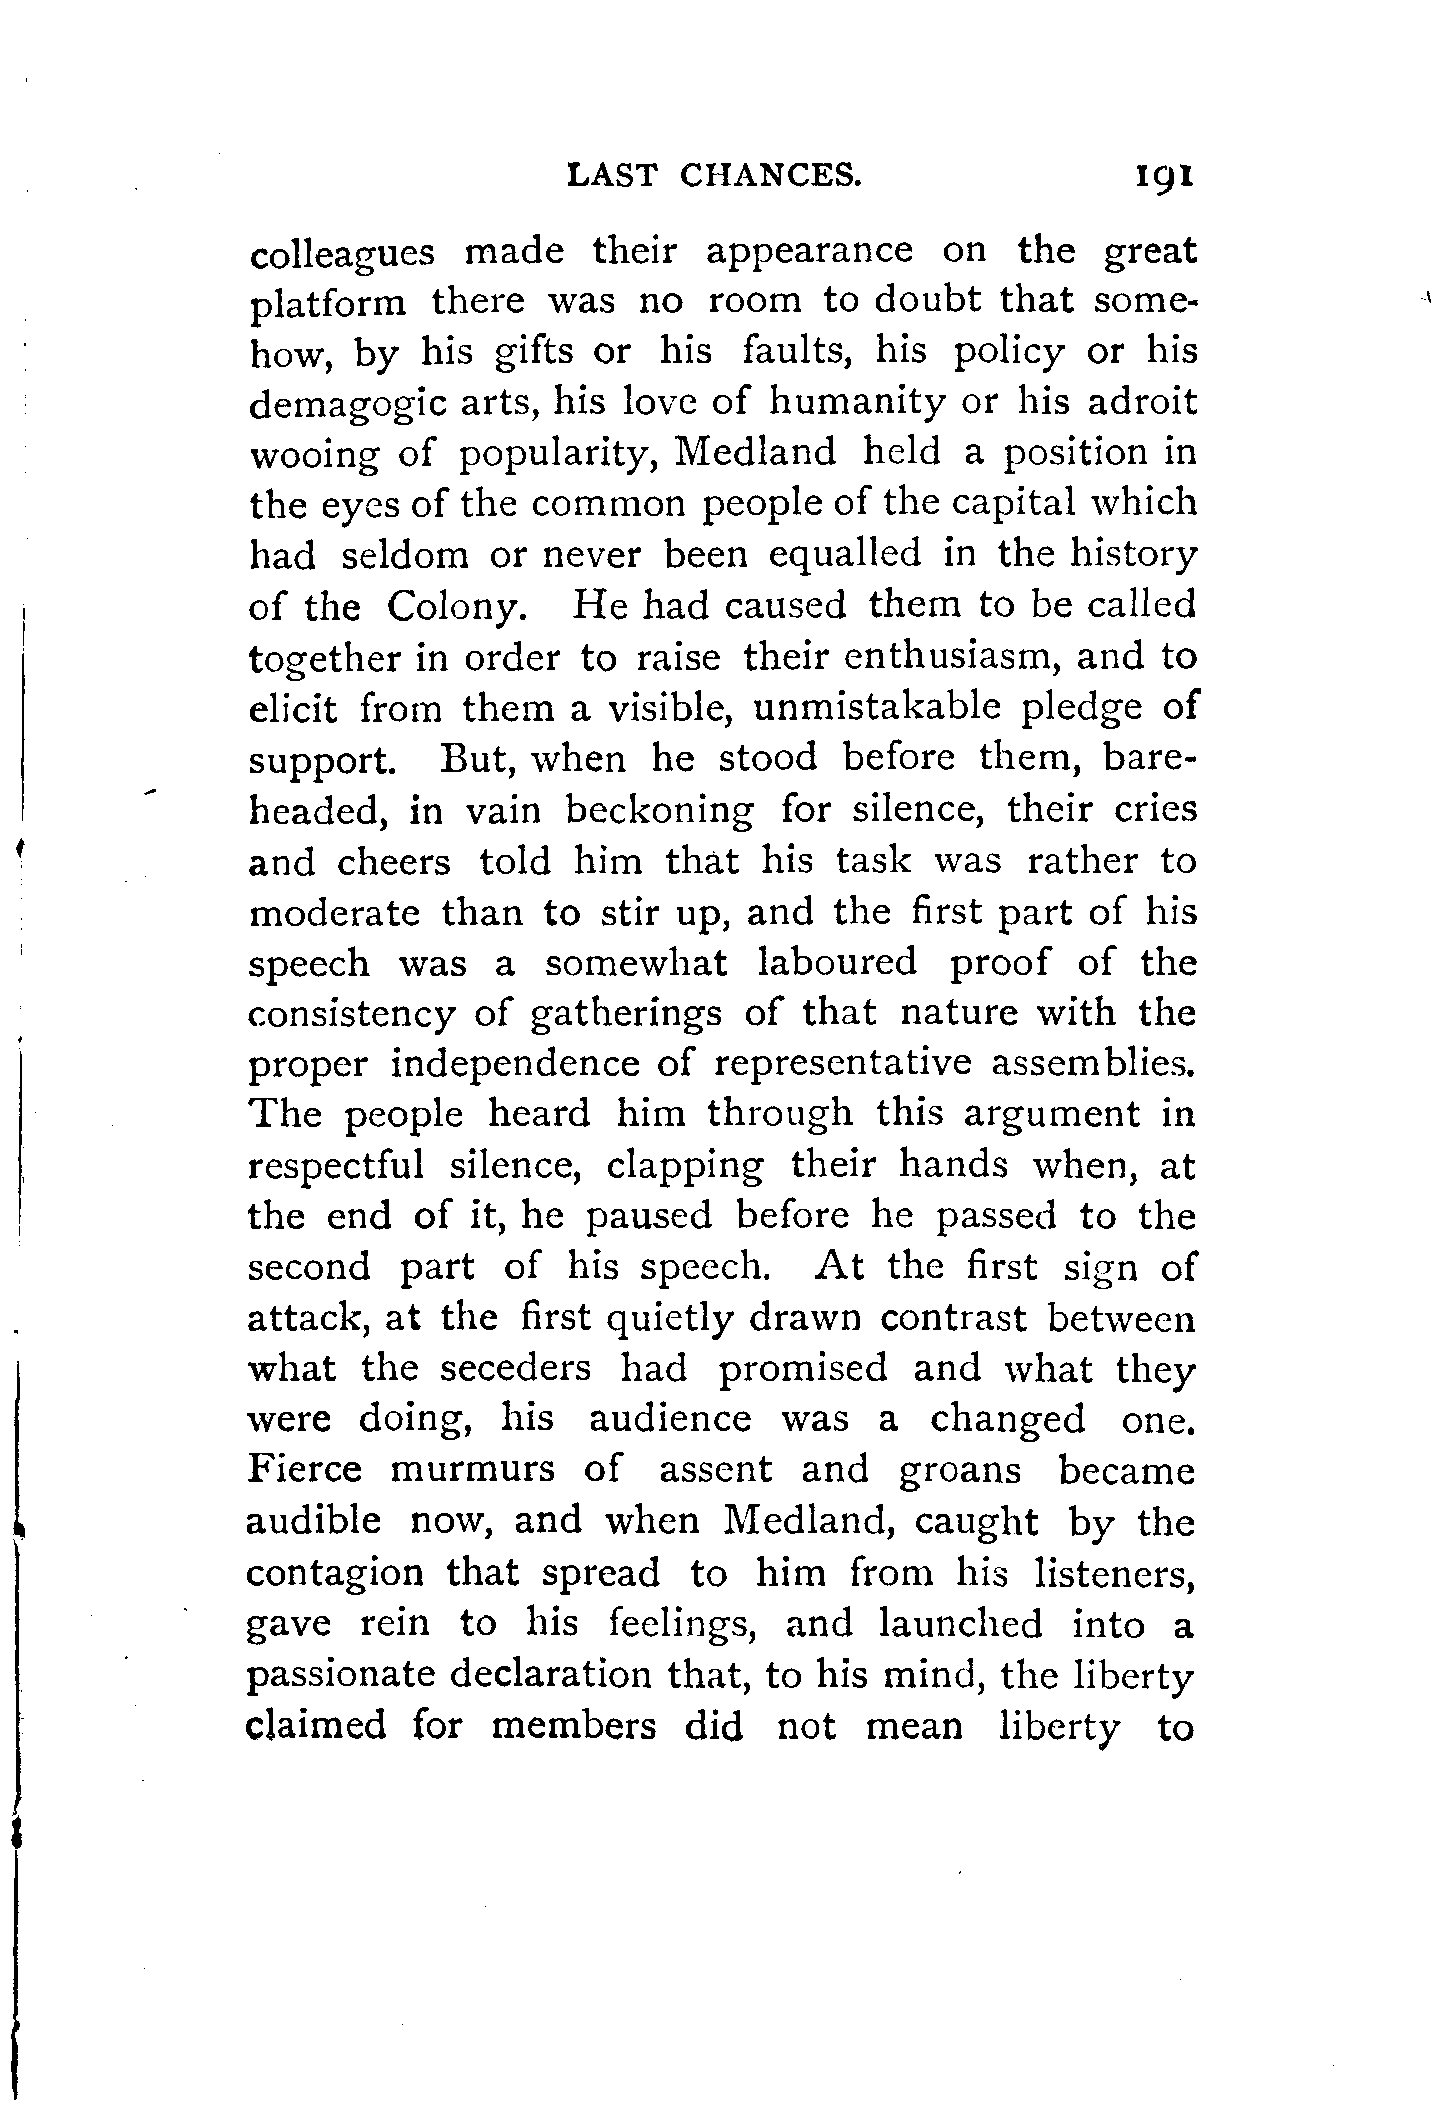 LAST CHANCES. 191
colleagues made their appearance on the great
platform there was no room to doubt that some-
how, by his gifts or his faults, his policy or his
demagogic arts, his love of humanity or his adroit
wooing of popularity, Medland held a position in
the eyes of the common people of the capital which
had seldom or never been equalled in the history
of the Colony. He had caused them to be called
together in order to raise their enthusiasm, and to
elicit from them a visible, unmistakable pledge of
support. But, when he stood before them, bare-
headed, in vain beckoning for silence, their cries
and cheers told him that his task was rather to
moderate than to stir up, and the first part of his
speech was a somewhat laboured proof of the
consistency of gatherings of that nature with the
proper independence of representative assemblies.
The people heard him through this argument in
respectful silence, clapping their hands when, at
the end of it, he paused before he passed to the
second part of his speech. At the first sign of
attack, at the first quietly drawn contrast between
what the seceders had promised and what they
were doing, his audience was a changed one.
Fierce murmurs of assent and groans became
audible now, and when Medland, caught by the
contagion that spread to him from his listeners,
gave rein to his feelings, and launched into a
passionate declaration that, to his mind, the liberty
claimed for members did not mean liberty to